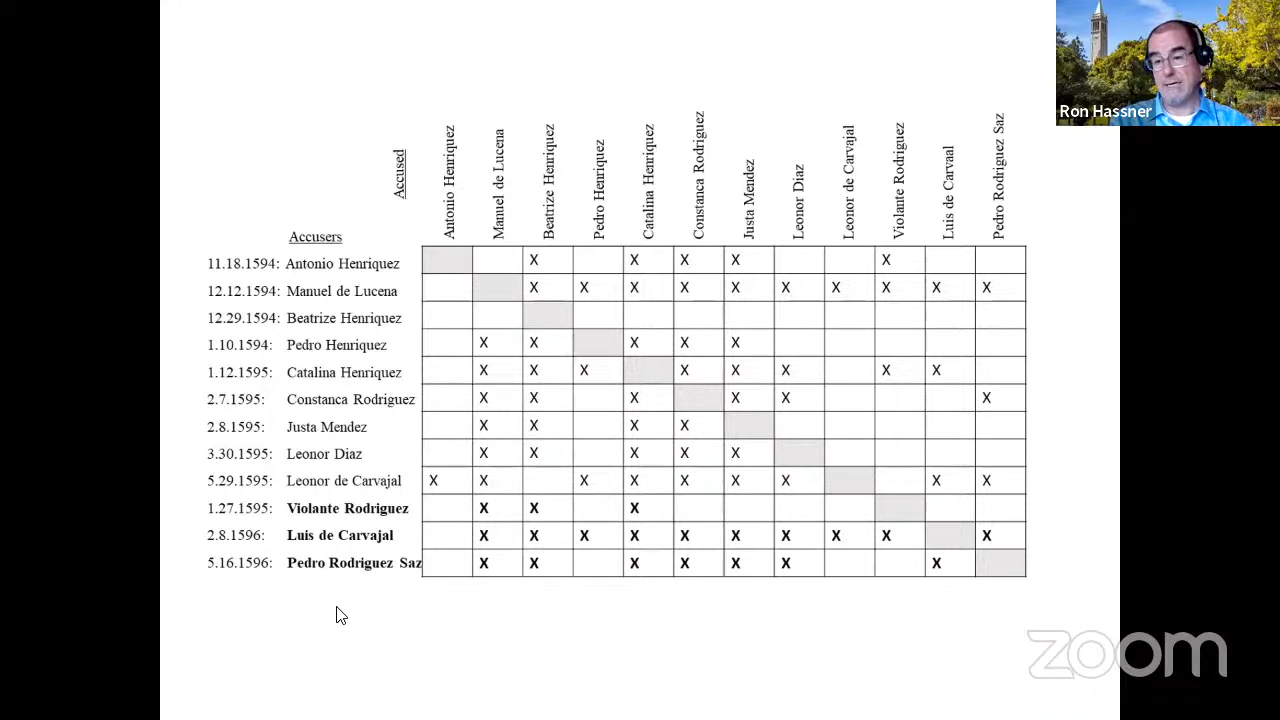 Ron Hassner
Accused
Antonio Henriquez
Manuel de Lucena
Beatrize Henriquez
Pedro Henriquez
Catalina Henriquez
Constanca Rodriguez
Justa Mendez
Leonor Diaz
Leonor de Carvajal
Violante Rodriguez
Luis de Carvaal
Pedro Rodriguez Saz
Accusers
11.18.1594: Antonio Henriquez X X X X X
12.12.1594: Manuel de Lucena X X X X X X X X X X
12.29.1594: Beatrize Henriquez
1.10.1594: Pedro Henriquez X X X X X
1.12.1595: Catalina Henriquez X X X X X X X X
2.7.1595: Constanca Rodriguez X X X X X X
2.8.1595: Justa Mendez X X X X
3.30.1595: Leonor Diaz X X X X X
5.29.1595: Leonor de Carvajal X X X X X X X X X
1.27.1595: Violante Rodriguez X X X
2.8.1596: Luis de Carvajal X X X X X X X X X X
5.16.1596: Pedro Rodriguez Saz X X X X X X X
zoom